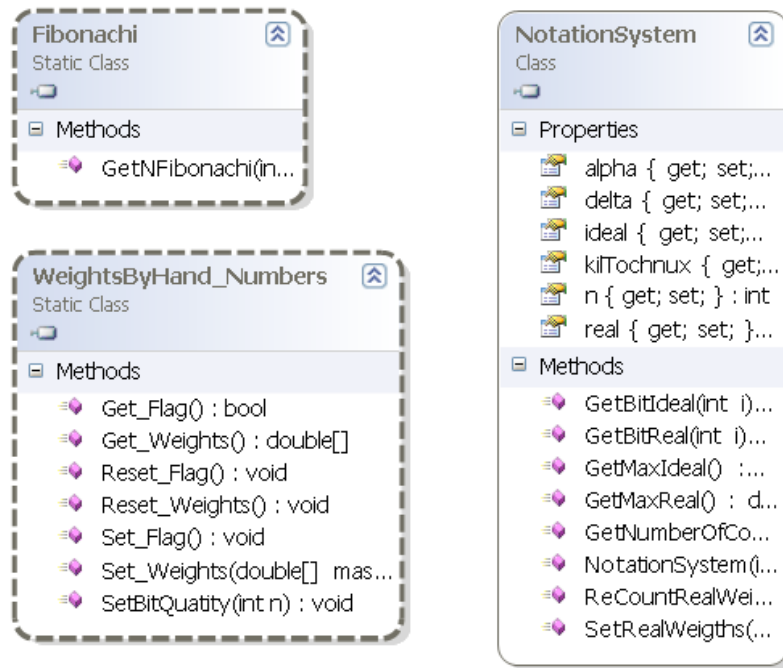 Fibonachi
Static Class
Methods
GetNFibonachi(in...
WeightsByHand_Numbers
Static Class
Methods
Get_Flag() : bool
Get_Weights() : double[]
Reset_Flag() : void
Reset_Weights() : void
Set_Flag() : void
Set_Weights(double[] mas...
SetBitQuatity(int n) : void
NotationSystem
Class
Properties
alpha { get; set;...
delta { get; set;...
ideal { get; set;...
kilTochnux { get;...
n { get; set; } : int
real { get; set; }...
Methods
GetBitIdeal(int i)...
GetBitReal(int i)...
GetMaxIdeal() :...
GetMaxReal() : d...
GetNumberOfCo...
NotationSystem(i...
ReCountRealWei...
SetRealWeigths(...